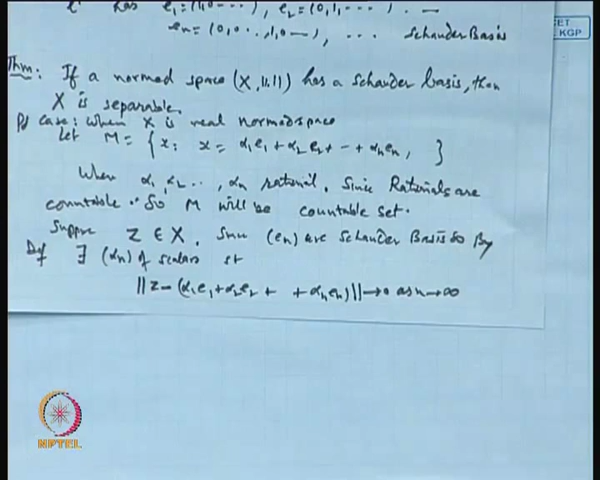 has e₁=(1,0---), e₂=(0,1,---). —
eₙ=(0,0..,1,0—), ... Schauder Basis
CET
KGP
Thm: If a normed space (X, ||.||) has a Schauder basis, then
X is separable.
Pf case: When X is real normed space
Let M = { x: x = α₁e₁+α₂e₂+--+αₙeₙ, }
When α₁,α₂..,αₙ rational. Since Rationals are
countable. So M will be countable set.
Suppose Z ∈ X. Since (eₙ) are Schauder Basis So By
Def ∃ (αₙ) of scalars st
||Z-(α₁e₁+α₂e₂+ +αₙeₙ)||→0 as n→∞
NPTEL